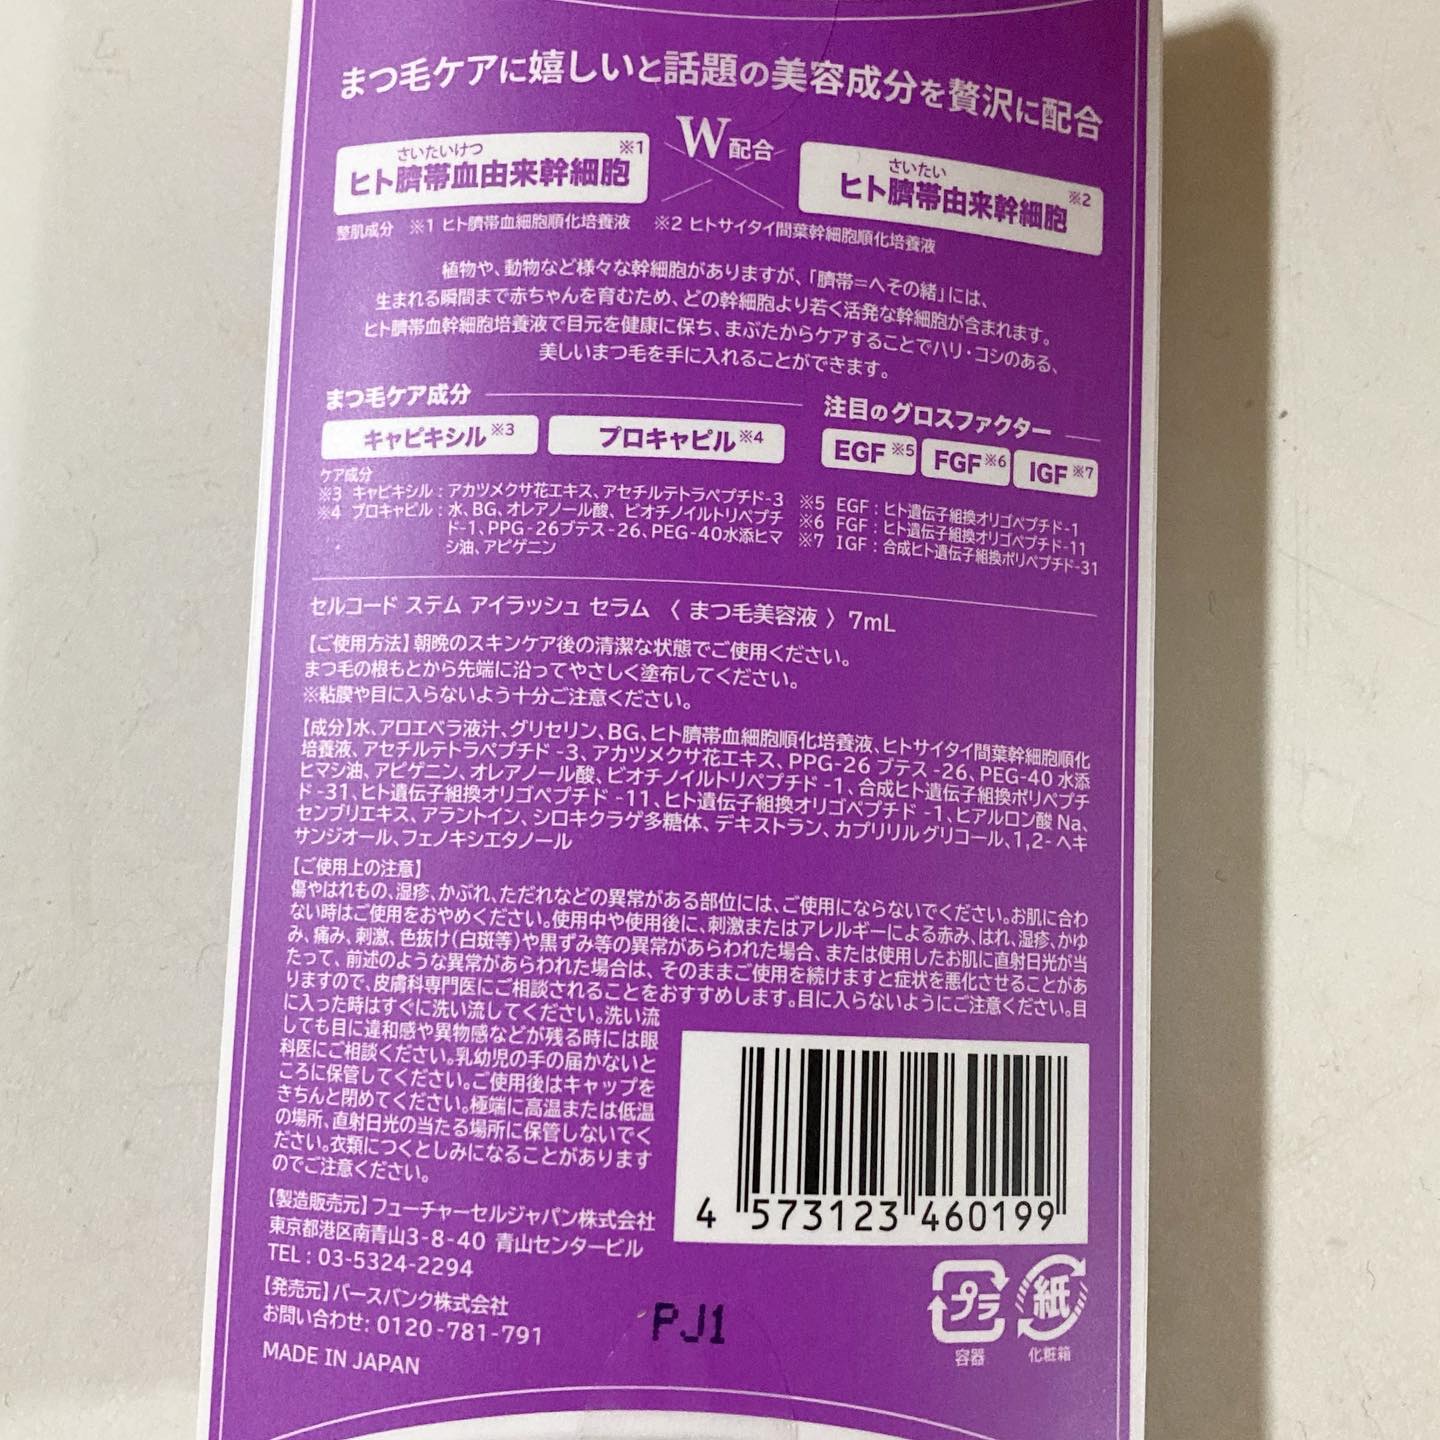 まつ毛ケアに嬉しいと話題の美容成分を贅沢に配合
さいたいけつ
ヒト臍帯血由来幹細胞 ※1
W配合
さいたい
ヒト臍帯由来幹細胞 ※2
整肌成分 ※1 ヒト臍帯血細胞順化培養液 ※2 ヒトサイタイ間葉幹細胞順化培養液
植物や、動物など様々な幹細胞がありますが、「臍帯=へその緒」には、
生まれる瞬間まで赤ちゃんを育むため、どの幹細胞より若く活発な幹細胞が含まれます。
ヒト臍帯血幹細胞培養液で目元を健康に保ち、まぶたからケアすることでハリ・コシのある、
美しいまつ毛を手に入れることができます。
まつ毛ケア成分
キャピキシル ※3
プロキャピル ※4
ケア成分
※3 キャピキシル : アカツメクサ花エキス、アセチルテトラペプチド-3
※4 プロキャピル : 水、BG、オレアノール酸、ビオチノイルトリペプチ
ド-1、PPG-26ブテス-26、PEG-40水添ヒマ
シ油、アピゲニン
注目のグロスファクター
EGF ※5
FGF ※6
IGF ※7
※5 EGF : ヒト遺伝子組換オリゴペプチド-1
※6 FGF : ヒト遺伝子組換オリゴペプチド-11
※7 IGF : 合成ヒト遺伝子組換ポリペプチド-31
セルコード ステム アイラッシュ セラム 〈 まつ毛美容液 〉 7mL
【ご使用方法】朝晩のスキンケア後の清潔な状態でご使用ください。
まつ毛の根もとから先端に沿ってやさしく塗布してください。
※粘膜や目に入らないよう十分ご注意ください。
【成分】水、アロエベラ液汁、グリセリン、BG、ヒト臍帯血細胞順化培養液、ヒトサイタイ間葉幹細胞順化
培養液、アセチルテトラペプチド -3、アカツメクサ花エキス、PPG-26 ブテス -26、PEG-40 水添
ヒマシ油、アピゲニン、オレアノール酸、ビオチノイルトリペプチド -1、合成ヒト遺伝子組換ポリペプチ
ド -31、ヒト遺伝子組換オリゴペプチド -11、ヒト遺伝子組換オリゴペプチド -1、ヒアルロン酸 Na、
センブリエキス、アラントイン、シロキクラゲ多糖体、デキストラン、カプリリルグリコール、1,2- ヘキ
サンジオール、フェノキシエタノール
【ご使用上の注意】
傷やはれもの、湿疹、かぶれ、ただれなどの異常がある部位には、ご使用にならないでください。お肌に合わ
ない時はご使用をおやめください。使用中や使用後に、刺激またはアレルギーによる赤み、はれ、湿疹、かゆ
み、痛み、刺激、色抜け(白斑等)や黒ずみ等の異常があらわれた場合、または使用したお肌に直射日光が当
たって、前述のような異常があらわれた場合は、そのままご使用を続けますと症状を悪化させることがあ
りますので、皮膚科専門医にご相談されることをおすすめします。目に入らないようにご注意ください。目
に入った時はすぐに洗い流してください。洗い流
しても目に違和感や異物感などが残る時には眼
科医にご相談ください。乳幼児の手の届かないと
ころに保管してください。ご使用後はキャップを
きちんと閉めてください。極端に高温または低温
の場所、直射日光の当たる場所に保管しないでく
ださい。衣類につくとしみになることがあります
のでご注意ください。
【製造販売元】フューチャーセルジャパン株式会社
東京都港区南青山3-8-40 青山センタービル
TEL : 03-5324-2294
【発売元】バースバンク株式会社
お問い合わせ: 0120-781-791
MADE IN JAPAN
PJ1
4 573123 460199
プラ
容器
紙
化粧箱